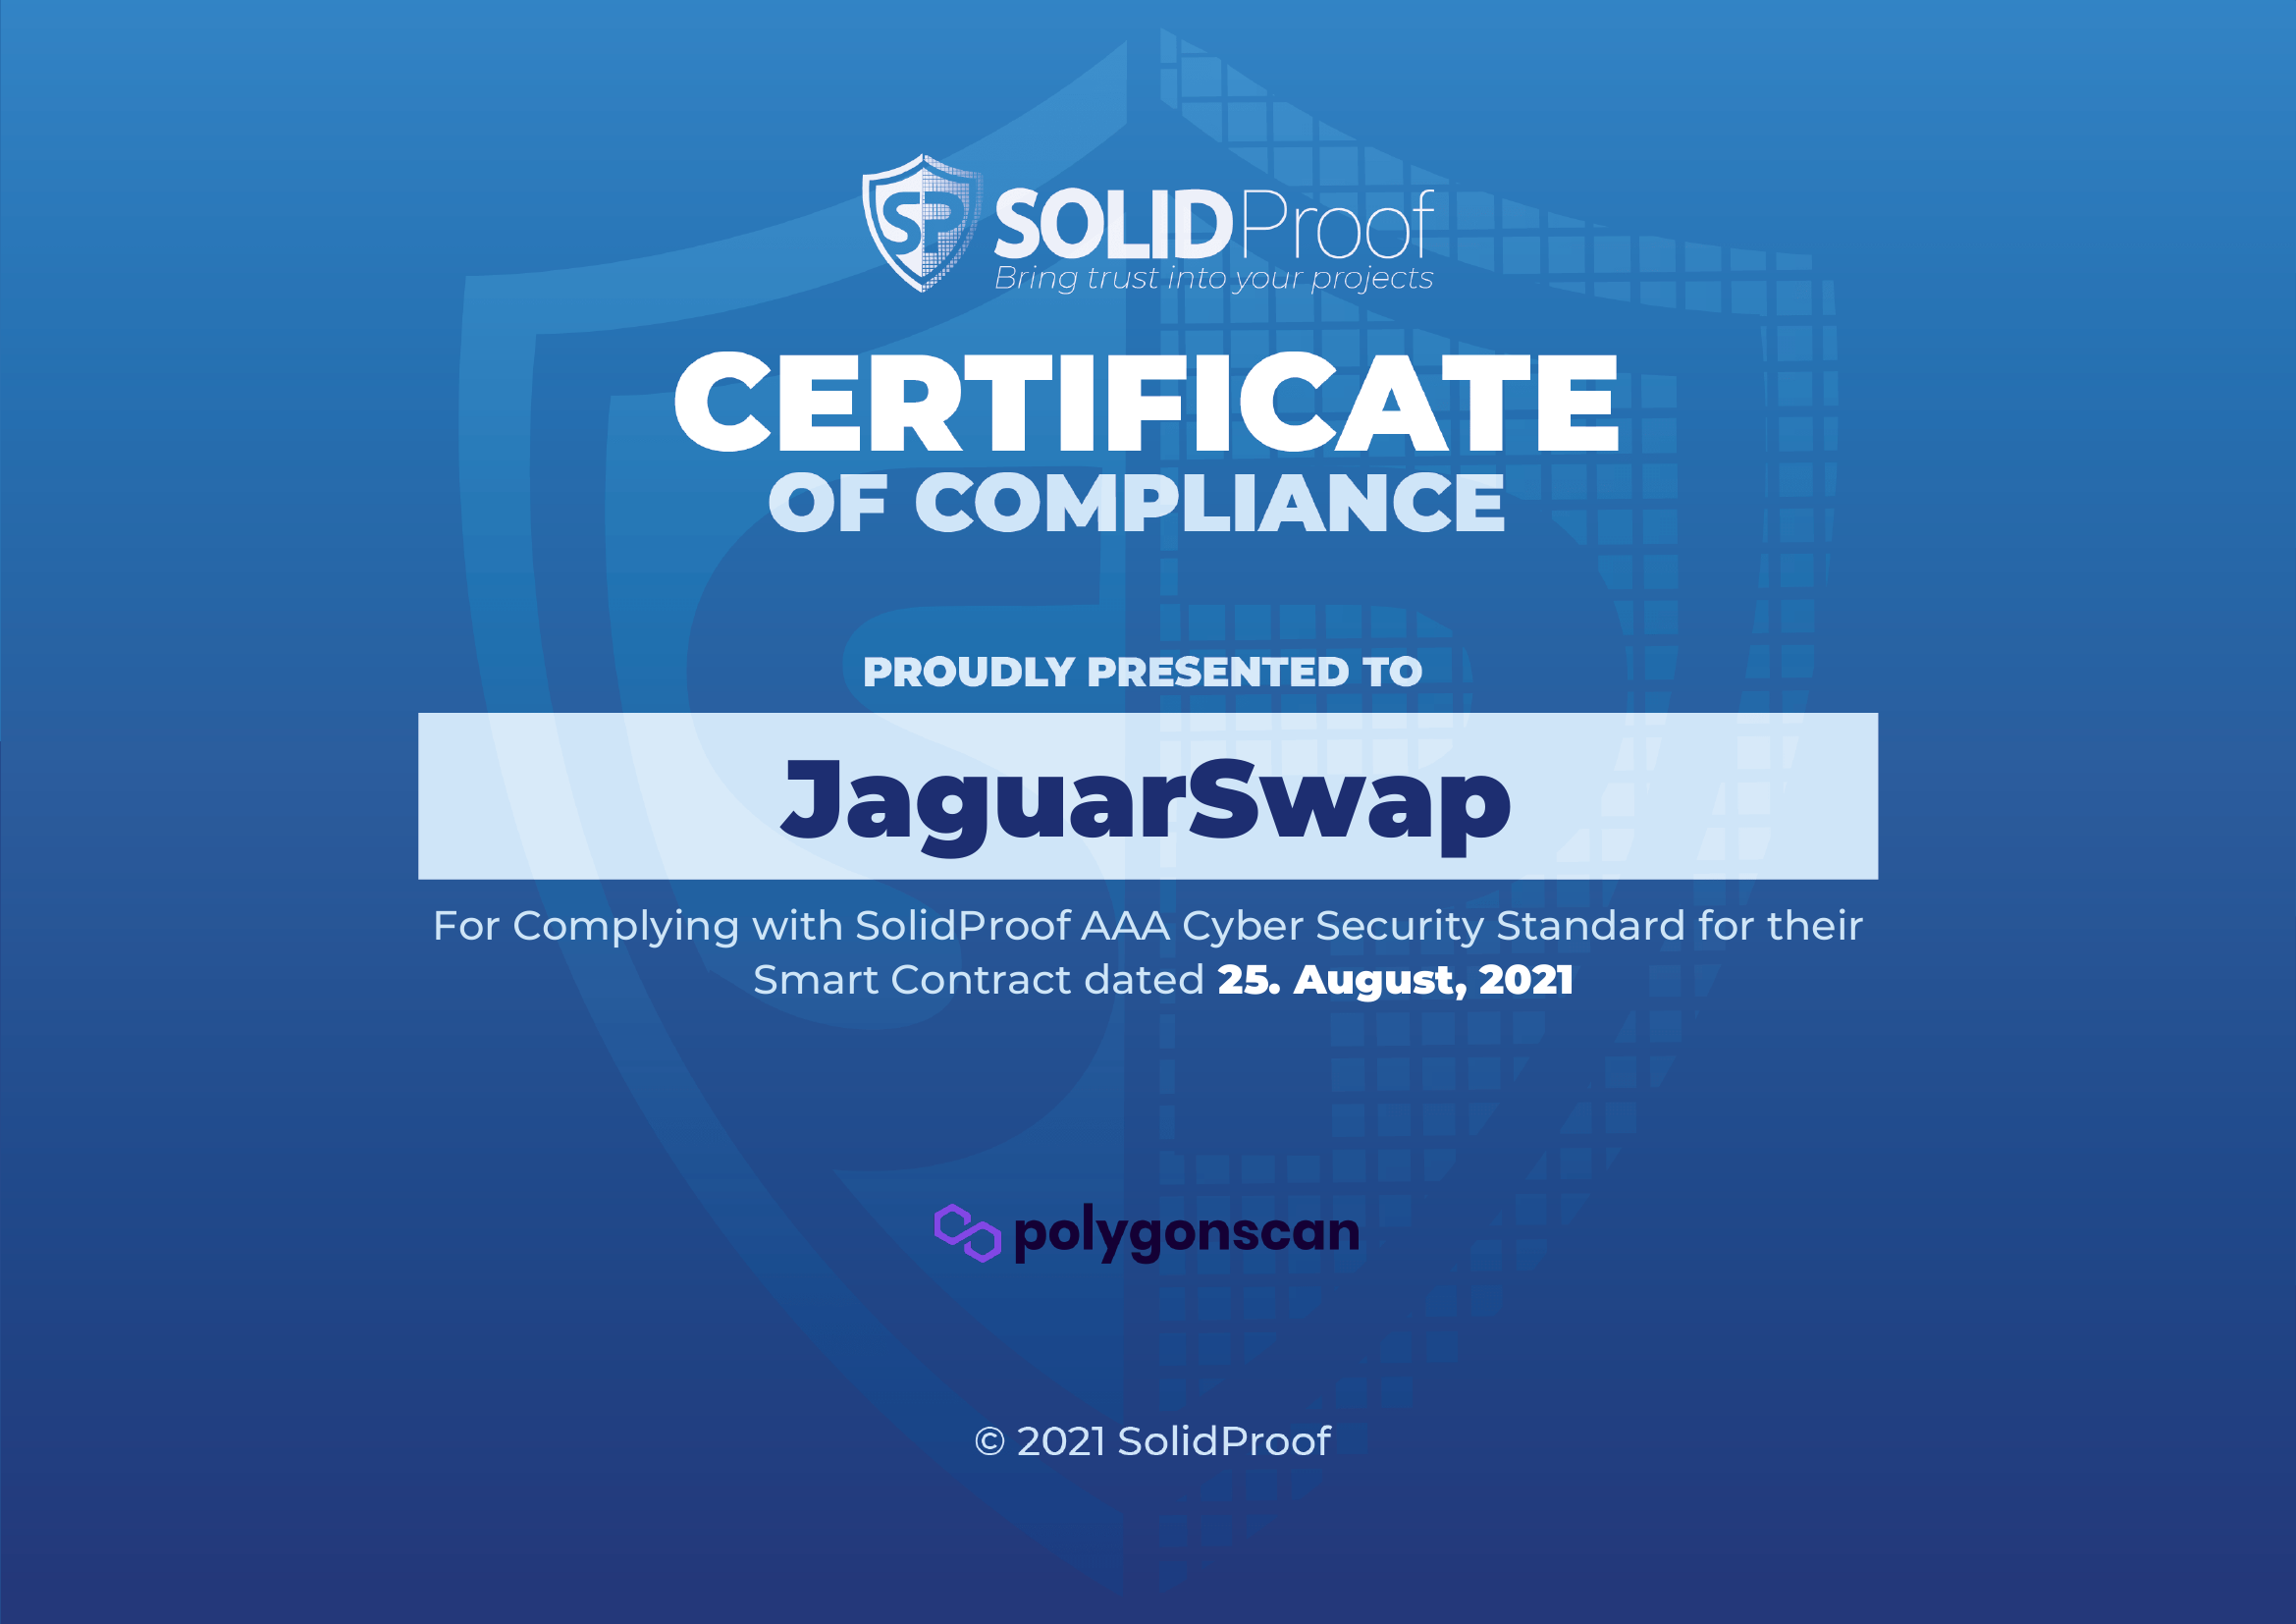 SP SOLIDProof
Bring trust into your projects
CERTIFICATE
OF COMPLIANCE
PROUDLY PRESENTED TO
JaguarSwap
For Complying with SolidProof AAA Cyber Security Standard for their
Smart Contract dated 25. August, 2021
polygonscan
© 2021 SolidProof